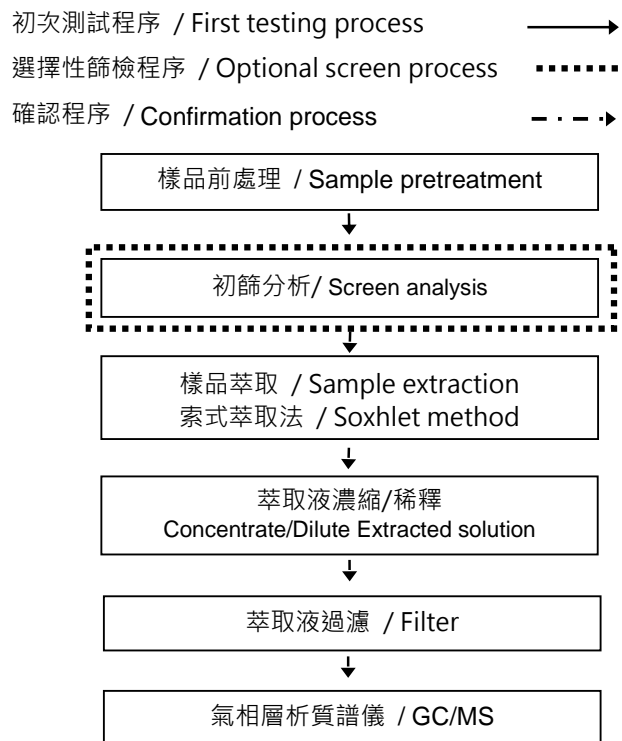 初次測試程序 / First testing process
選擇性篩檢程序 / Optional screen process
確認程序 / Confirmation process
樣品前處理 / Sample pretreatment
初篩分析/ Screen analysis
樣品萃取 / Sample extraction
索式萃取法 / Soxhlet method
萃取液濃縮/稀釋
Concentrate/Dilute Extracted solution
萃取液過濾 / Filter
氣相層析質譜儀 / GC/MS